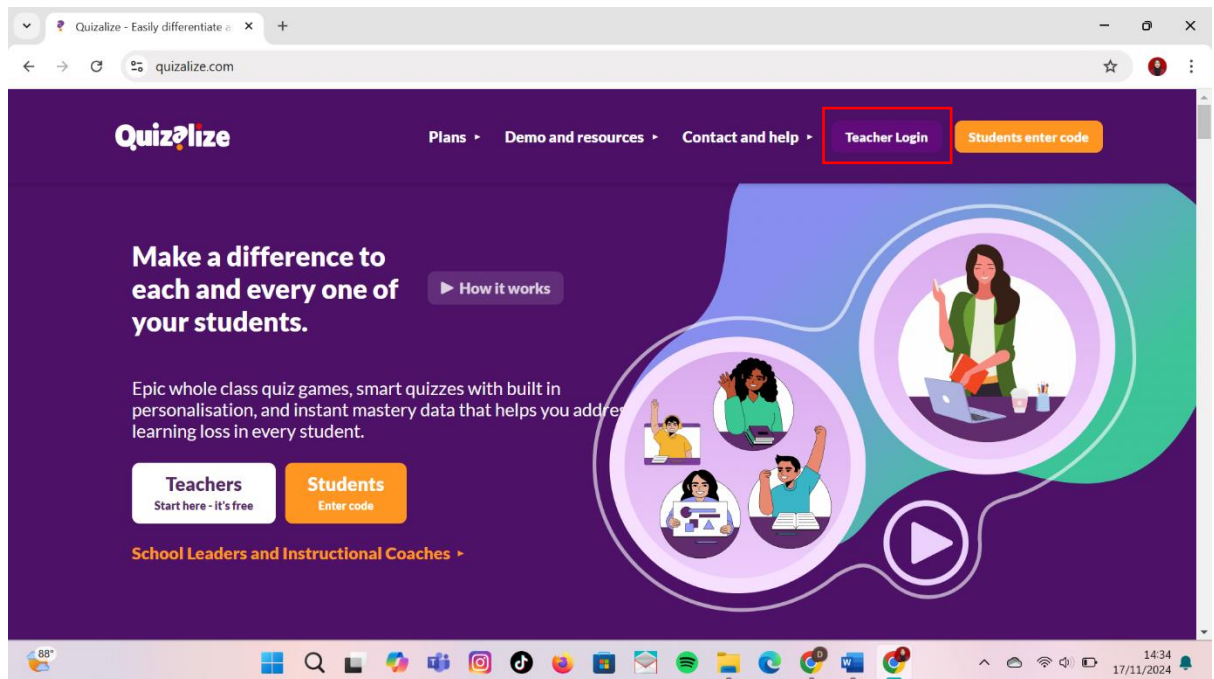 Quizalize - Easily differentiate a
quizalize.com
Quizalize
Plans
Demo and resources
Contact and help
Teacher Login
Students enter code
Make a difference to
each and every one of
your students.
How it works
Epic whole class quiz games, smart quizzes with built in
personalisation, and instant mastery data that helps you addres
learning loss in every student.
Teachers
Start here - it's free
Students
Enter code
School Leaders and Instructional Coaches
88°
14:34
17/11/2024